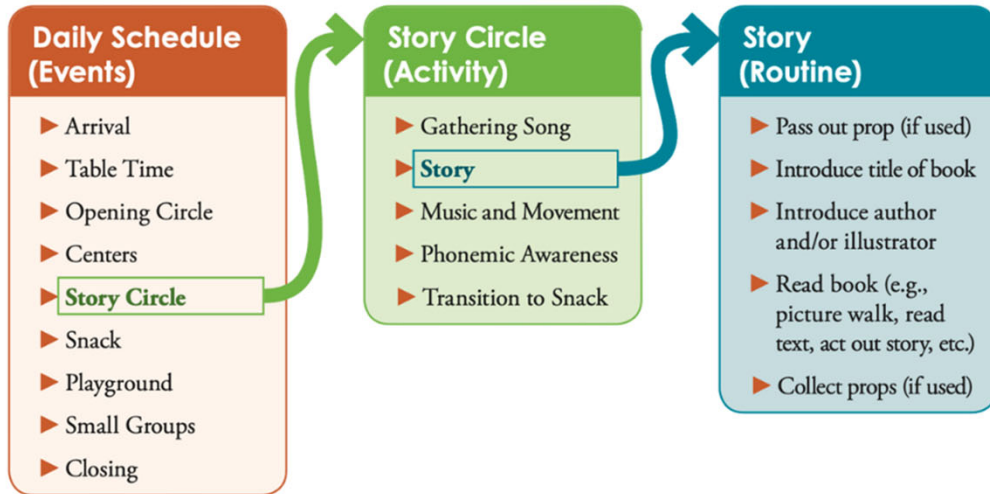 Daily Schedule
(Events)
Arrival
Table Time
Opening Circle
Centers
Story Circle
Snack
Playground
Small Groups
Closing
Story Circle
(Activity)
Gathering Song
Story
Music and Movement
Phonemic Awareness
Transition to Snack
Story
(Routine)
Pass out prop (if used)
Introduce title of book
Introduce author
and/or illustrator
Read book (e.g.,
picture walk, read
text, act out story, etc.)
Collect props (if used)